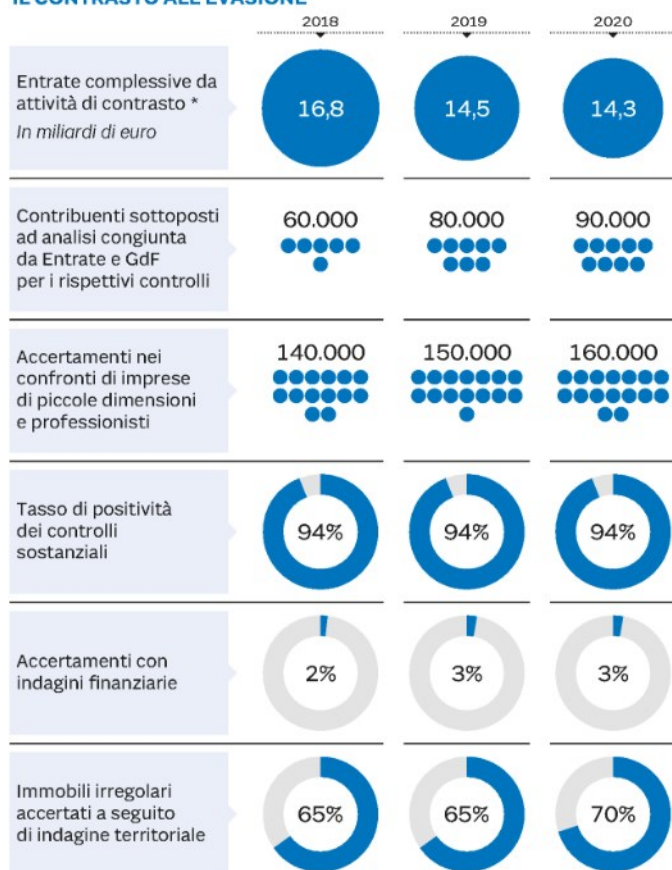 IL CONTRASTO ALL'EVASIONE
2018 2019 2020
Entrate complessive da
attività di contrasto *
In miliardi di euro
16,8 14,5 14,3
Contribuenti sottoposti
ad analisi congiunta
da Entrate e GdF
per i rispettivi controlli
60.000 80.000 90.000
Accertamenti nei
confronti di imprese
di piccole dimensioni
e professionisti
140.000 150.000 160.000
Tasso di positività
dei controlli
sostanziali
94% 94% 94%
Accertamenti con
indagini finanziarie
2% 3% 3%
Immobili irregolari
accertati a seguito
di indagine territoriale
65% 65% 70%